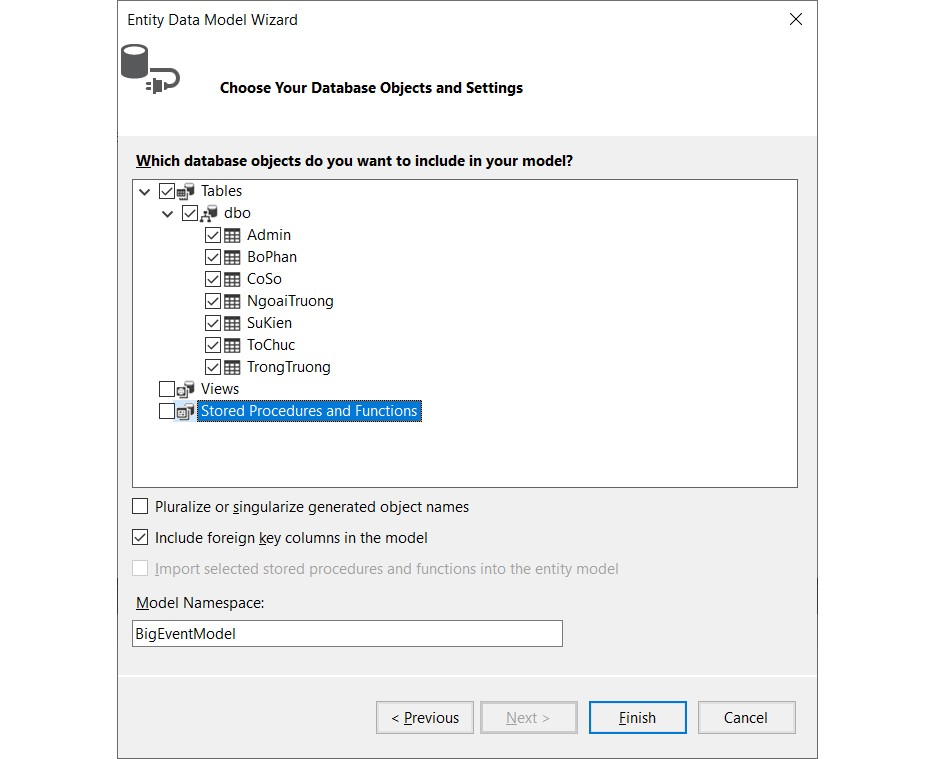 Entity Data Model Wizard
Choose Your Database Objects and Settings
Which database objects do you want to include in your model?
Tables
dbo
Admin
BoPhan
CoSo
NgoaiTruong
SuKien
ToChuc
TrongTruong
Views
Stored Procedures and Functions
Pluralize or singularize generated object names
Include foreign key columns in the model
Import selected stored procedures and functions into the entity model
Model Namespace:
BigEventModel
< Previous
Next >
Finish
Cancel